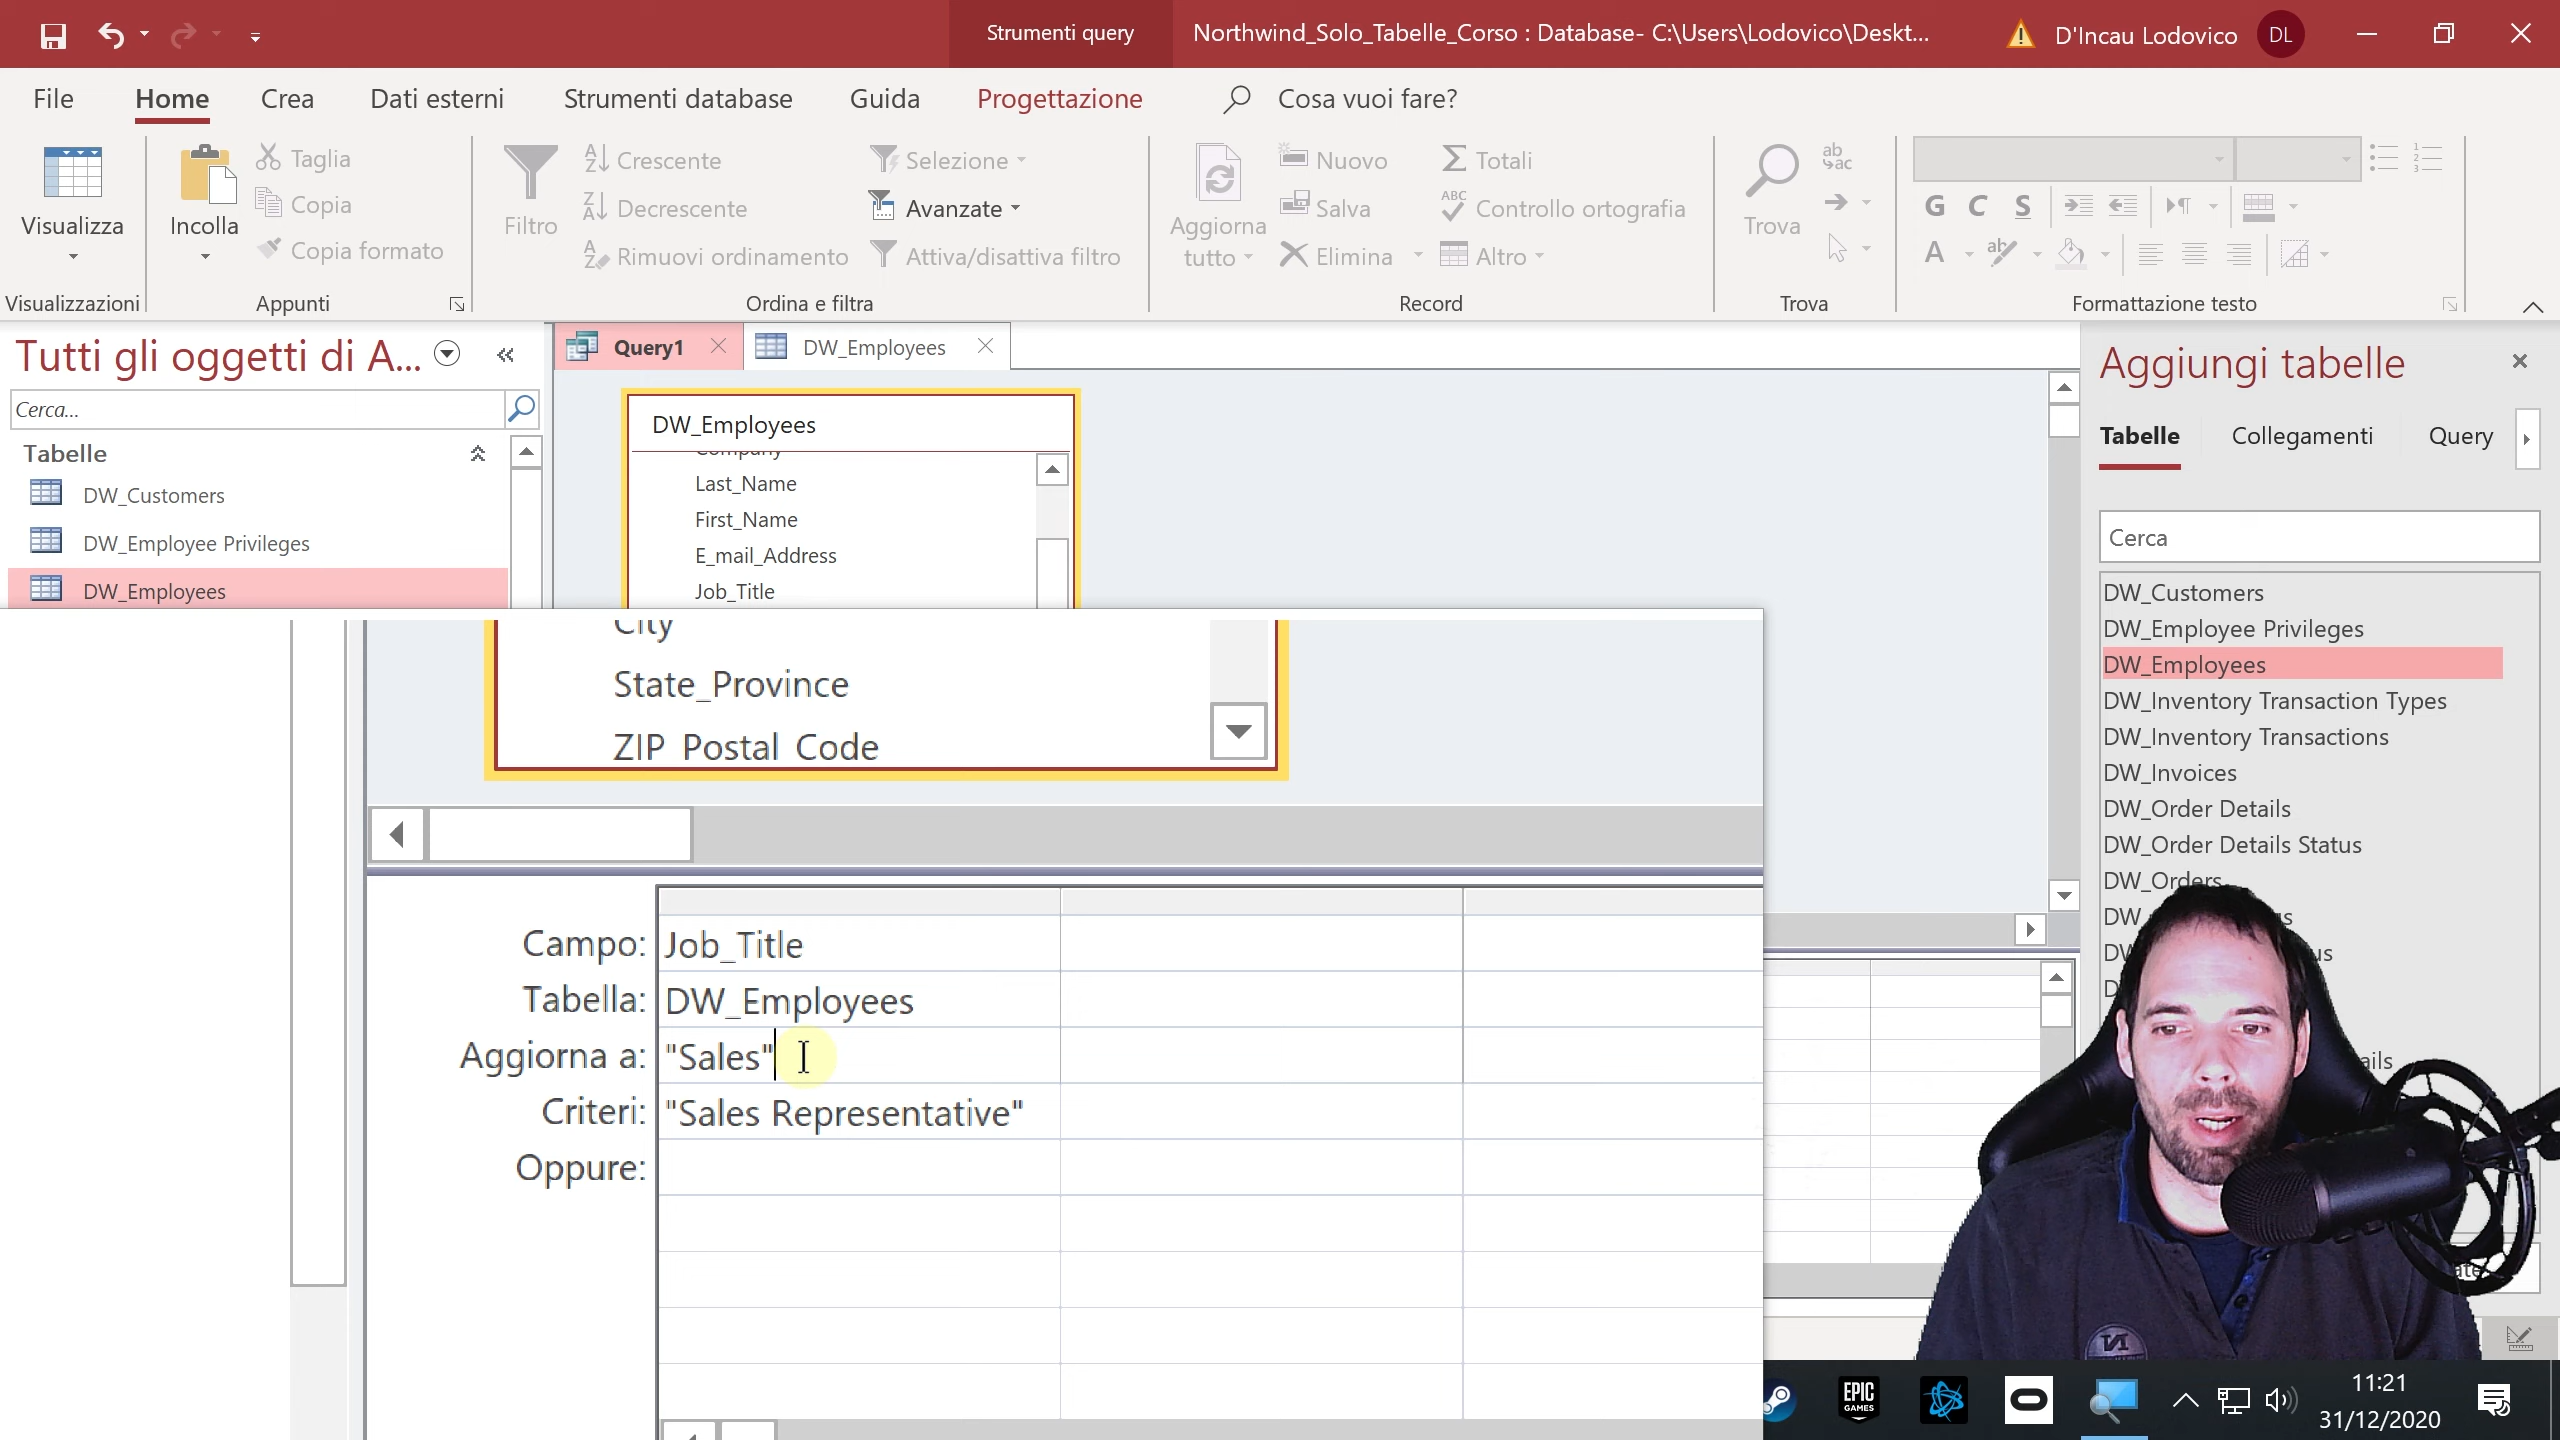 Strumenti query
Northwind_Solo_Tabelle_Corso : Database- C:\Users\Lodovico\Deskt...
D'Incau Lodovico
DL
File
Home
Crea
Dati esterni
Strumenti database
Guida
Progettazione
Cosa vuoi fare?
Visualizza
Visualizzazioni
Incolla
Taglia
Copia
Copia formato
Appunti
Filtro
Crescente
Decrescente
Rimuovi ordinamento
Selezione
Avanzate
Attiva/disattiva filtro
Ordina e filtra
Aggiorna
tutto
Nuovo
Salva
Elimina
Totali
Controllo ortografia
Altro
Record
Trova
Trova
G C S
Formattazione testo
Tutti gli oggetti di A...
Cerca...
Tabelle
DW_Customers
DW_Employee Privileges
DW_Employees
Query1
DW_Employees
DW_Employees
Company
Last_Name
First_Name
E_mail_Address
Job_Title
City
State_Province
ZIP_Postal_Code
Campo: Job_Title
Tabella: DW_Employees
Aggiorna a: "Sales"
Criteri: "Sales Representative"
Oppure:
Aggiungi tabelle
Tabelle
Collegamenti
Query
Cerca
DW_Customers
DW_Employee Privileges
DW_Employees
DW_Inventory Transaction Types
DW_Inventory Transactions
DW_Invoices
DW_Order Details
DW_Order Details Status
DW_Orders
EPIC
GAMES
11:21
31/12/2020